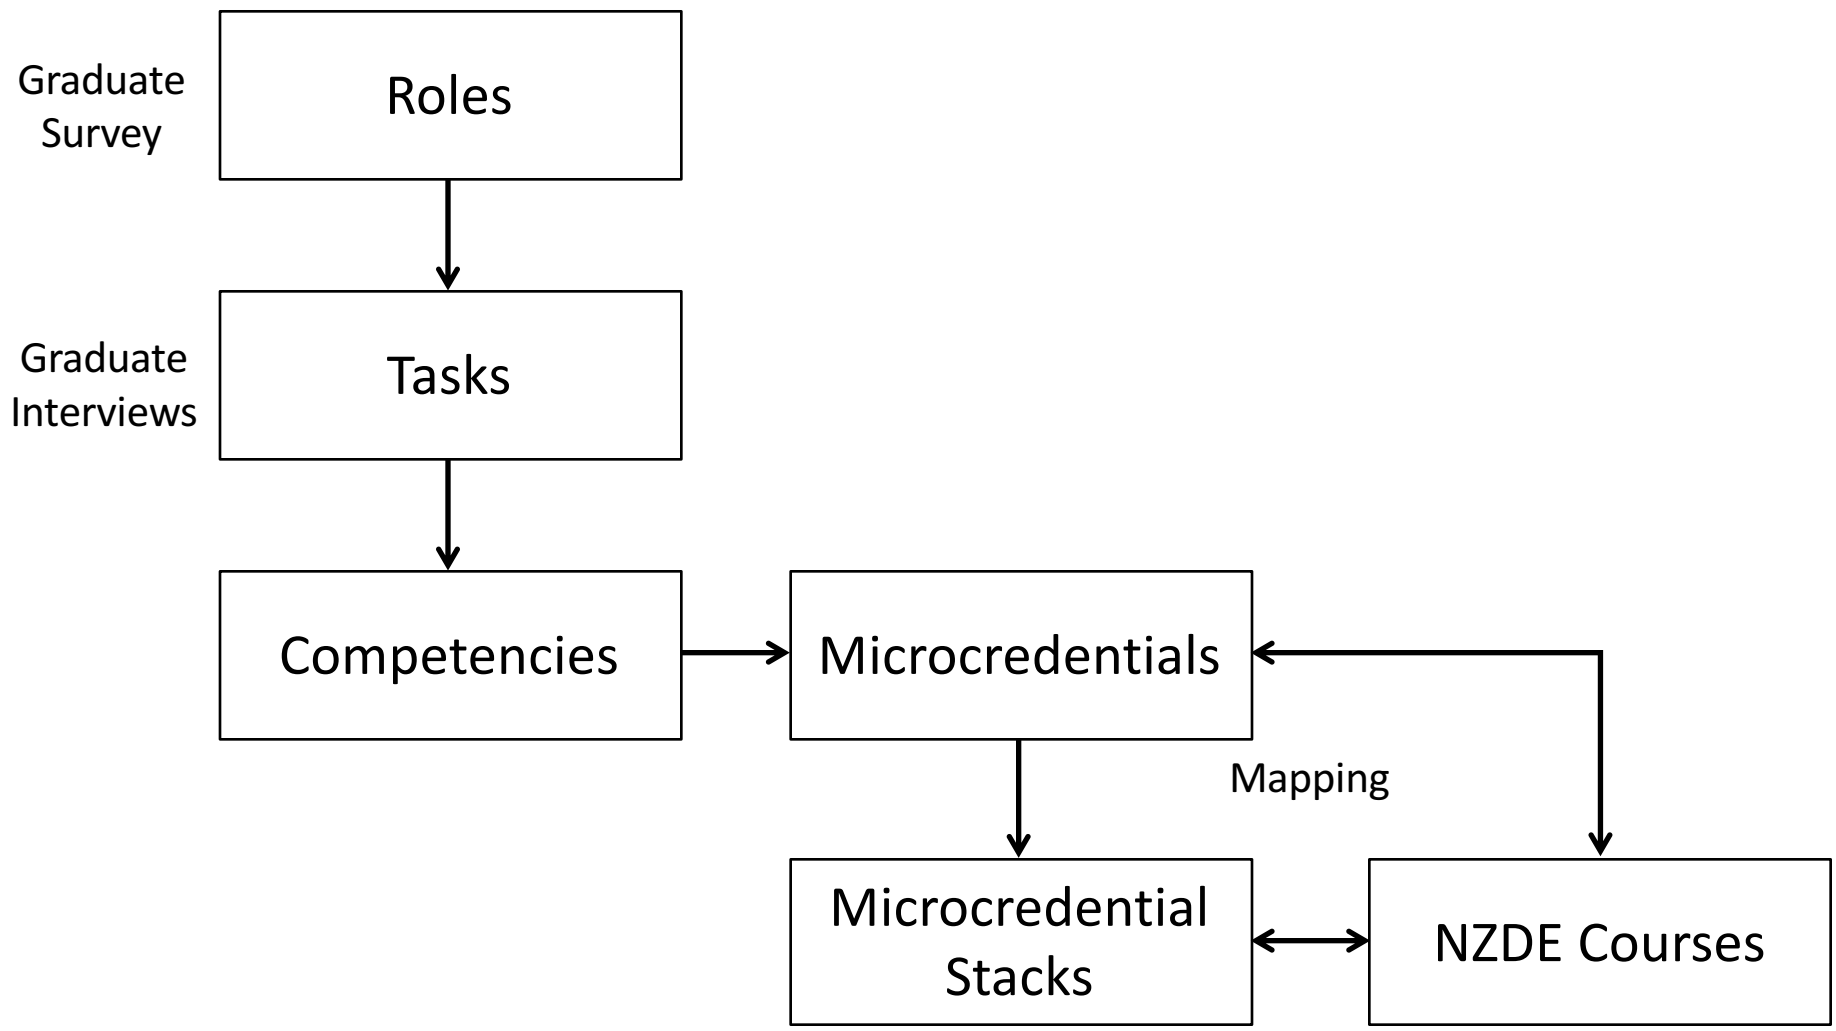 Graduate
Survey
Roles
Graduate
Interviews
Tasks
Competencies
Microcredentials
Mapping
Microcredential
Stacks
NZDE Courses